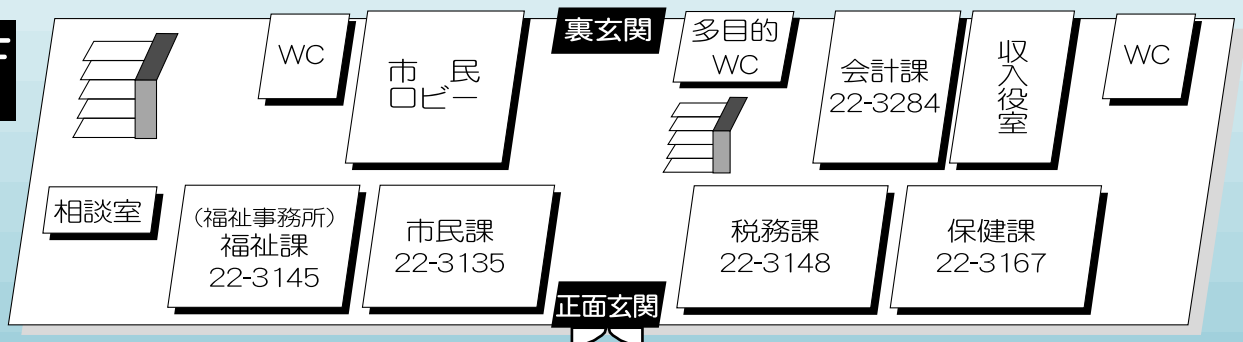 WC
市　民
ロビー
裏玄関
多目的
WC
会計課
22-3284
収入役室
WC
相談室
（福祉事務所）
福祉課
22-3145
市民課
22-3135
税務課
22-3148
保健課
22-3167
正面玄関